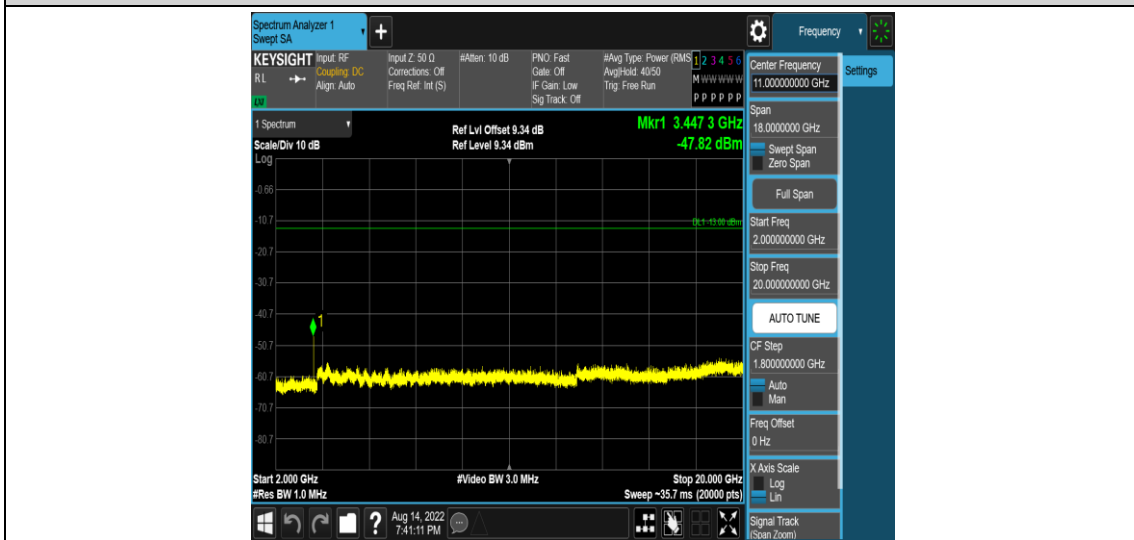 Spectrum Analyzer 1
Swept SA
+
Frequency
KEYSIGHT
RL
LXI
Input: RF
Coupling: DC
Align: Auto
Input Z: 50 Ω
Corrections: Off
Freq Ref: Int (S)
#Atten: 10 dB
PNO: Fast
Gate: Off
IF Gain: Low
Sig Track: Off
#Avg Type: Power (RMS
Avg|Hold: 40/50
Trig: Free Run
1 2 3 4 5 6
M W W W W W
P P P P P P
Center Frequency
11.000000000 GHz
Settings
1 Spectrum
Scale/Div 10 dB
Log
Ref Lvl Offset 9.34 dB
Ref Level 9.34 dBm
Mkr1 3.447 3 GHz
-47.82 dBm
Span
18.0000000 GHz
Swept Span
Zero Span
Full Span
-0.66
-10.7
DL1 -13.00 dBm
-20.7
-30.7
-40.7
1
-50.7
-60.7
-70.7
-80.7
Start Freq
2.000000000 GHz
Stop Freq
20.000000000 GHz
AUTO TUNE
CF Step
1.800000000 GHz
Auto
Man
Freq Offset
0 Hz
X Axis Scale
Log
Lin
Signal Track
(Span Zoom)
Start 2.000 GHz
#Res BW 1.0 MHz
#Video BW 3.0 MHz
Stop 20.000 GHz
Sweep ~35.7 ms (20000 pts)
?
Aug 14, 2022
7:41:11 PM